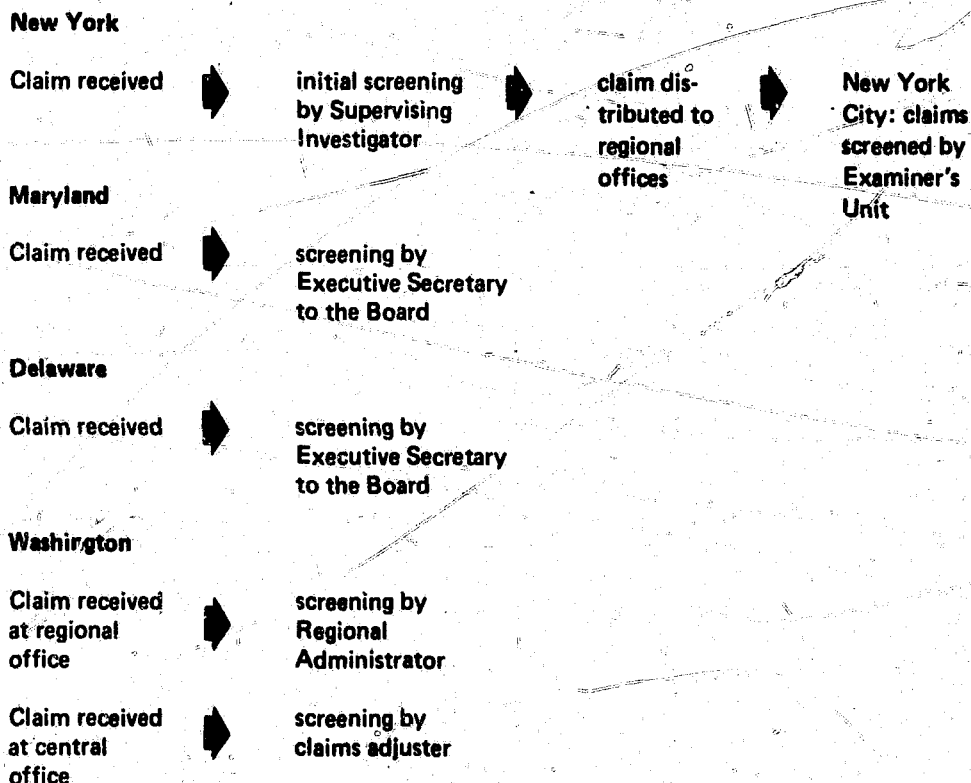 New York
Claim received
initial screening
by Supervising
Investigator
claim dis-
tributed to
regional
offices
New York
City: claims
screened by
Examiner's
Unit
Maryland
Claim received
screening by
Executive Secretary
to the Board
Delaware
Claim received
screening by
Executive Secretary
to the Board
Washington
Claim received
at regional
office
screening by
Regional
Administrator
Claim received
at central
office
screening by
claims adjuster